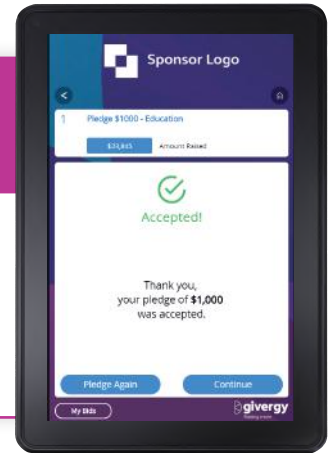 Sponsor Logo
<
1 Pledge $1000 - Education
Amount Raised
Accepted!
Thank you,
your pledge of $1,000
was accepted.
Pledge Again Continue
My Bids givergy